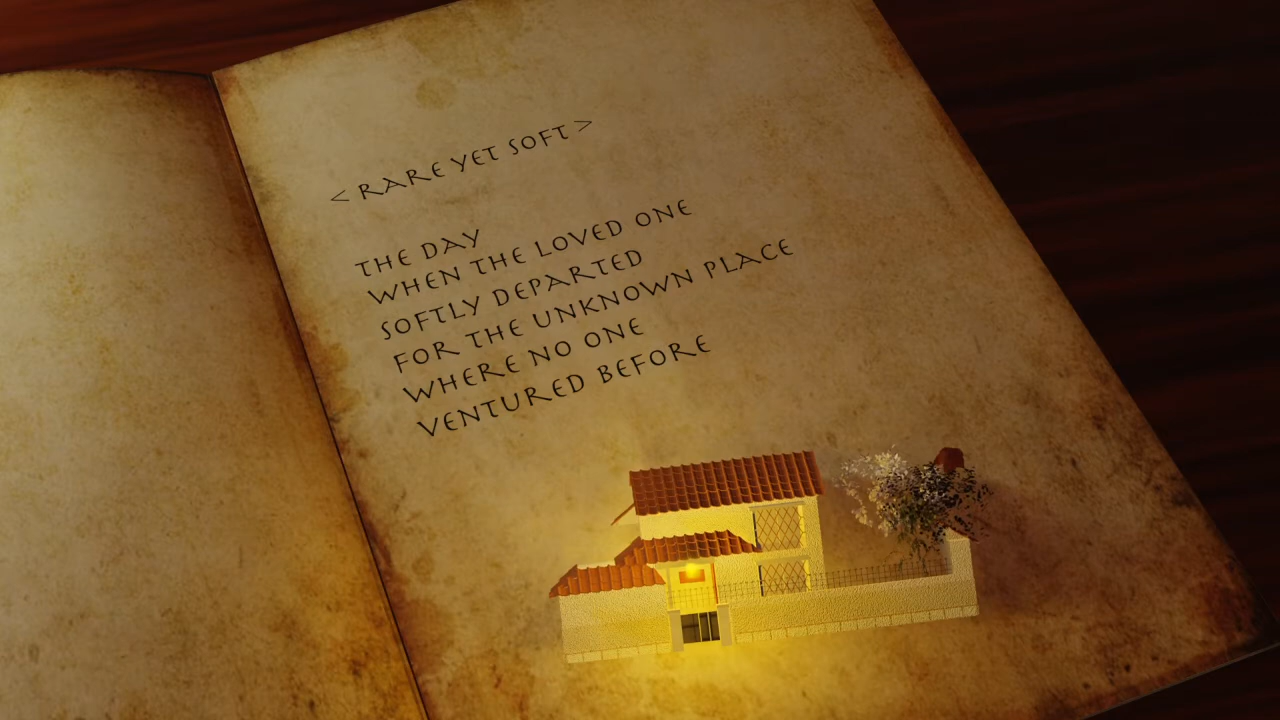 < RARE YET SOFT >
THE DAY
WHEN THE LOVED ONE
SOFTLY DEPARTED
FOR THE UNKNOWN PLACE
WHERE NO ONE
VENTURED BEFORE